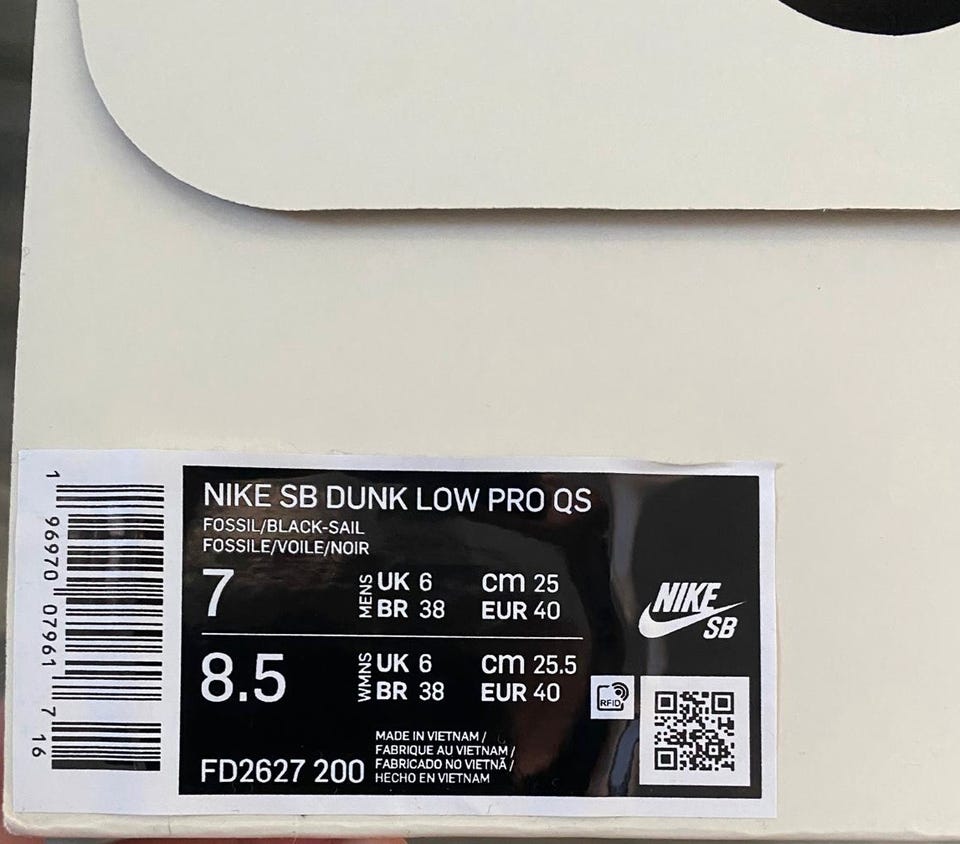 NIKE SB DUNK LOW PRO QS
FOSSIL/BLACK-SAIL
FOSSILE/VOILE/NOIR
7 MENS UK 6 cm 25
BR 38 EUR 40
8.5 WMNS UK 6 cm 25.5
BR 38 EUR 40
FD2627 200
MADE IN VIETNAM /
FABRIQUE AU VIETNAM /
FABRICADO NO VIETNÃ /
HECHO EN VIETNAM
NIKE
SB
RFID
1 96970 07961 7 16